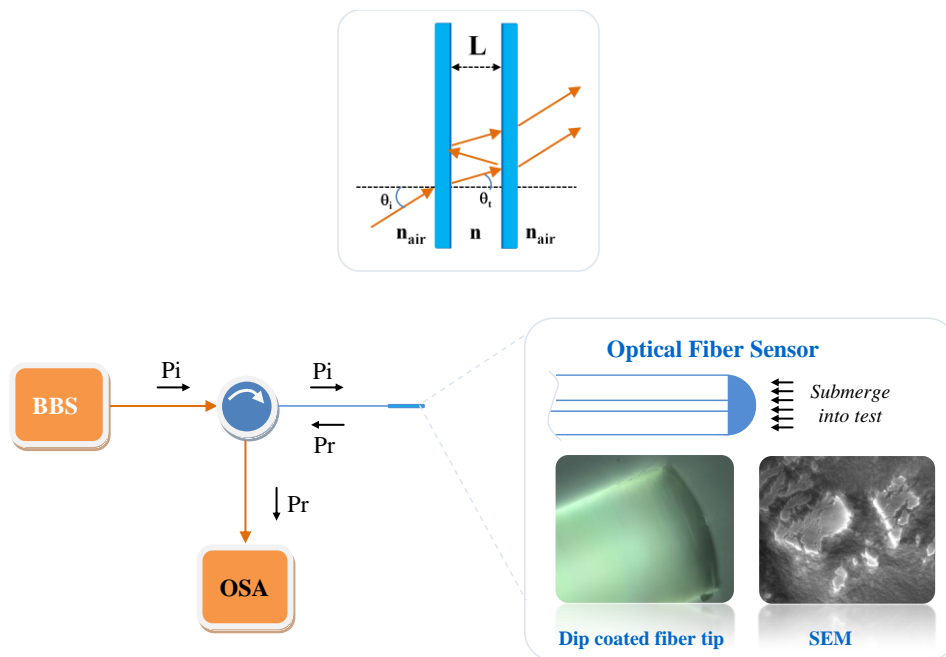 L
θi
θt
nair n nair
Optical Fiber Sensor
BBS
Pi
Pi
Pr
Submerge
into test
Pr
OSA
Dip coated fiber tip
SEM